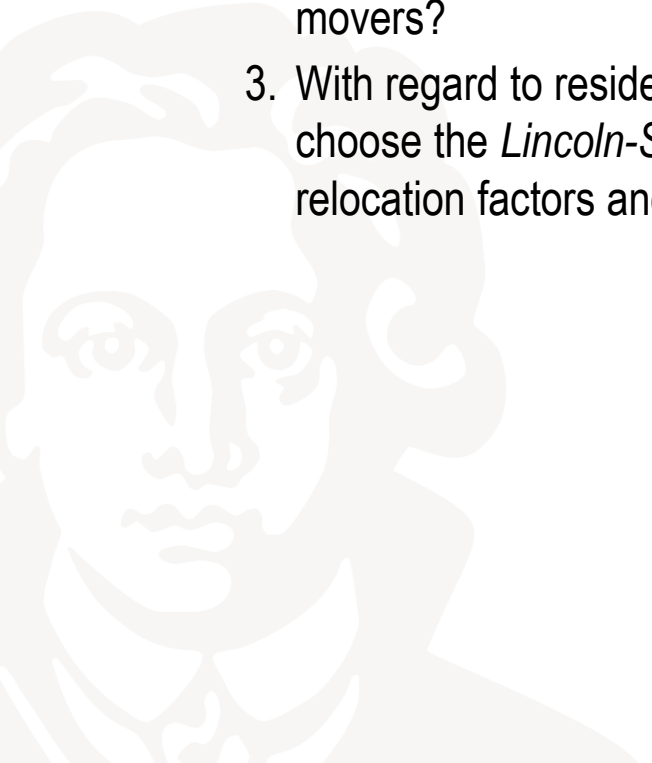 movers?
3. With regard to reside
choose the Lincoln-S
relocation factors an